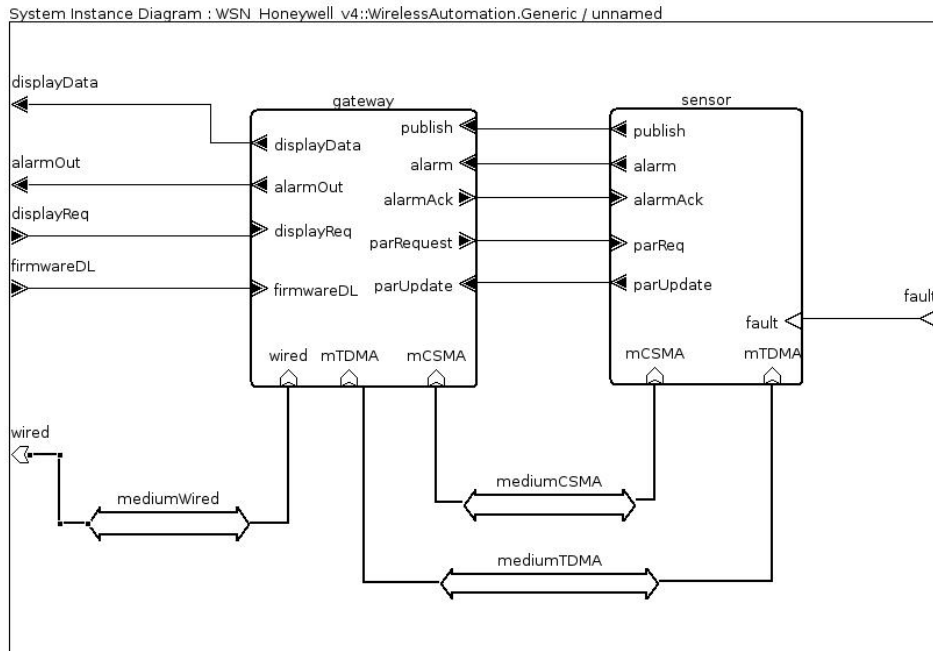 System Instance Diagram : WSN_Honeywell_v4::WirelessAutomation.Generic / unnamed
displayData
alarmOut
displayReq
firmwareDL
wired
gateway
displayData
alarmOut
displayReq
firmwareDL
publish
alarm
alarmAck
parRequest
parUpdate
wired mTDMA mCSMA
sensor
publish
alarm
alarmAck
parReq
parUpdate
fault
mCSMA mTDMA
fault
mediumWired
mediumCSMA
mediumTDMA